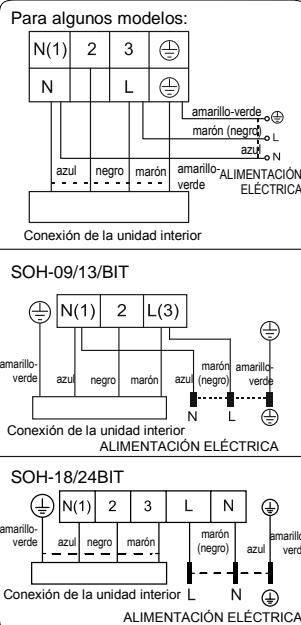 Para algunos modelos:
N(1) 2 3
N L
amarillo-verde
marón (negro) L
azul N
azul negro marón amarillo-verde
ALIMENTACIÓN
ELÉCTRICA
Conexión de la unidad interior
SOH-09/13/BIT
N(1) 2 L(3)
amarillo-
verde
azul negro marón azul
marón
(negro)
amarillo-
verde
N L
Conexión de la unidad interior
ALIMENTACIÓN ELÉCTRICA
SOH-18/24BIT
N(1) 2 3 L N
amarillo-
verde
azul negro marón
marón
(negro)
azul
amarillo
verd
Conexión de la unidad interior L N
ALIMENTACIÓN ELÉCTRICA